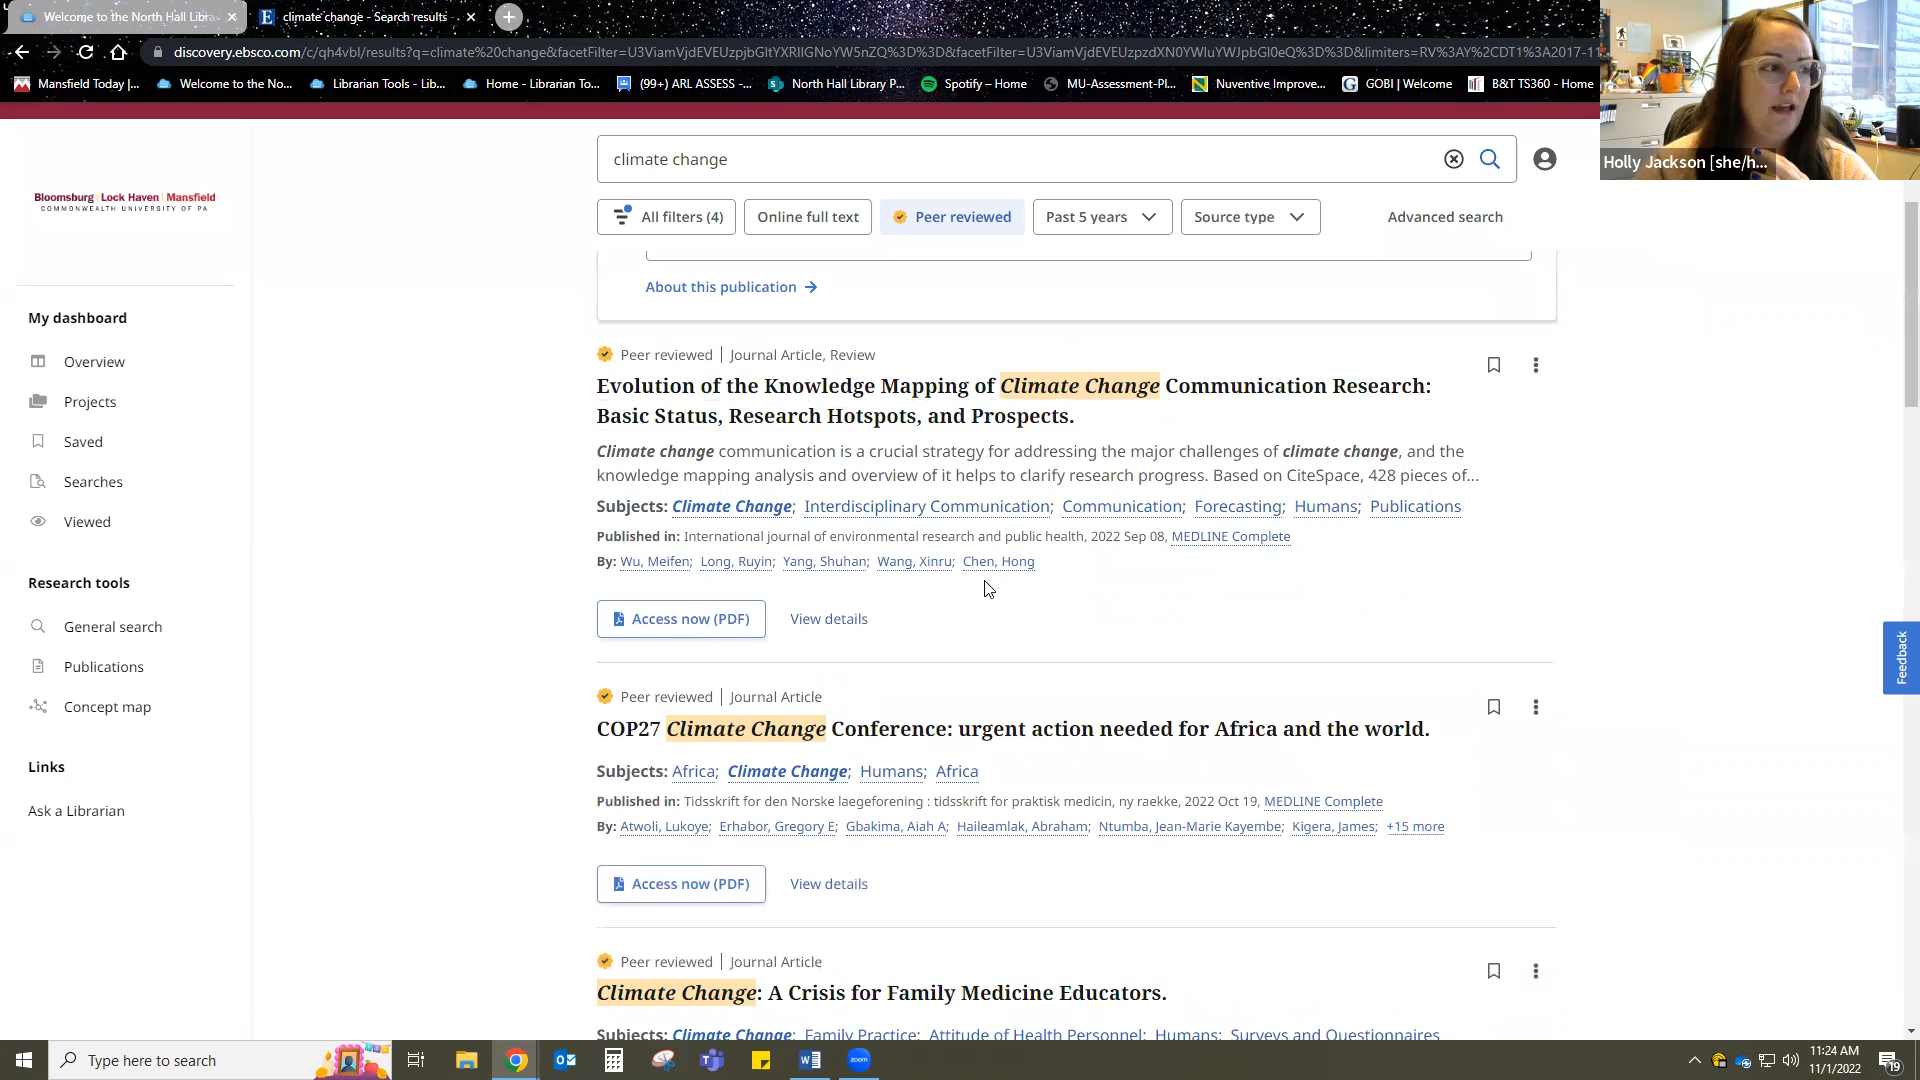 Welcome to the North Hall Libr
climate change - Search results
discovery.ebsco.com/c/qh4vbl/results?q=climate%20change&facetFilter=U3ViamVjdEVEUzpjbGltYXRlIGNoYW5nZQ%3D%3D&facetFilter=U3ViamVjdEVEUzpzdXN0YWluYWJpbGl0eQ%3D%3D&limiters=RV%3AY%2CDT1%3A2017-11
Mansfield Today |...
Welcome to the No...
Librarian Tools - Lib...
Home - Librarian To...
(99+) ARL ASSESS -...
North Hall Library P...
Spotify – Home
MU-Assessment-Pl...
Nuventive Improve...
GOBI | Welcome
B&T TS360 - Home
Holly Jackson [she/h...
Bloomsburg Lock Haven Mansfield
COMMONWEALTH UNIVERSITY OF PA
My dashboard
Overview
Projects
Saved
Searches
Viewed
Research tools
General search
Publications
Concept map
Links
Ask a Librarian
climate change
All filters (4)
Online full text
Peer reviewed
Past 5 years
Source type
Advanced search
About this publication
Peer reviewed | Journal Article, Review
Evolution of the Knowledge Mapping of Climate Change Communication Research:
Basic Status, Research Hotspots, and Prospects.
Climate change communication is a crucial strategy for addressing the major challenges of climate change, and the
knowledge mapping analysis and overview of it helps to clarify research progress. Based on CiteSpace, 428 pieces of...
Subjects: Climate Change; Interdisciplinary Communication; Communication; Forecasting; Humans; Publications
Published in: International journal of environmental research and public health, 2022 Sep 08, MEDLINE Complete
By: Wu, Meifen; Long, Ruyin; Yang, Shuhan; Wang, Xinru; Chen, Hong
Access now (PDF)
View details
Peer reviewed | Journal Article
COP27 Climate Change Conference: urgent action needed for Africa and the world.
Subjects: Africa; Climate Change; Humans; Africa
Published in: Tidsskrift for den Norske laegeforening : tidsskrift for praktisk medicin, ny raekke, 2022 Oct 19, MEDLINE Complete
By: Atwoli, Lukoye; Erhabor, Gregory E; Gbakima, Aiah A; Haileamlak, Abraham; Ntumba, Jean-Marie Kayembe; Kigera, James; +15 more
Access now (PDF)
View details
Peer reviewed | Journal Article
Climate Change: A Crisis for Family Medicine Educators.
Subjects: Climate Change; Family Practice; Attitude of Health Personnel; Humans; Surveys and Questionnaires
Feedback
Type here to search
zoom
11:24 AM
11/1/2022
19